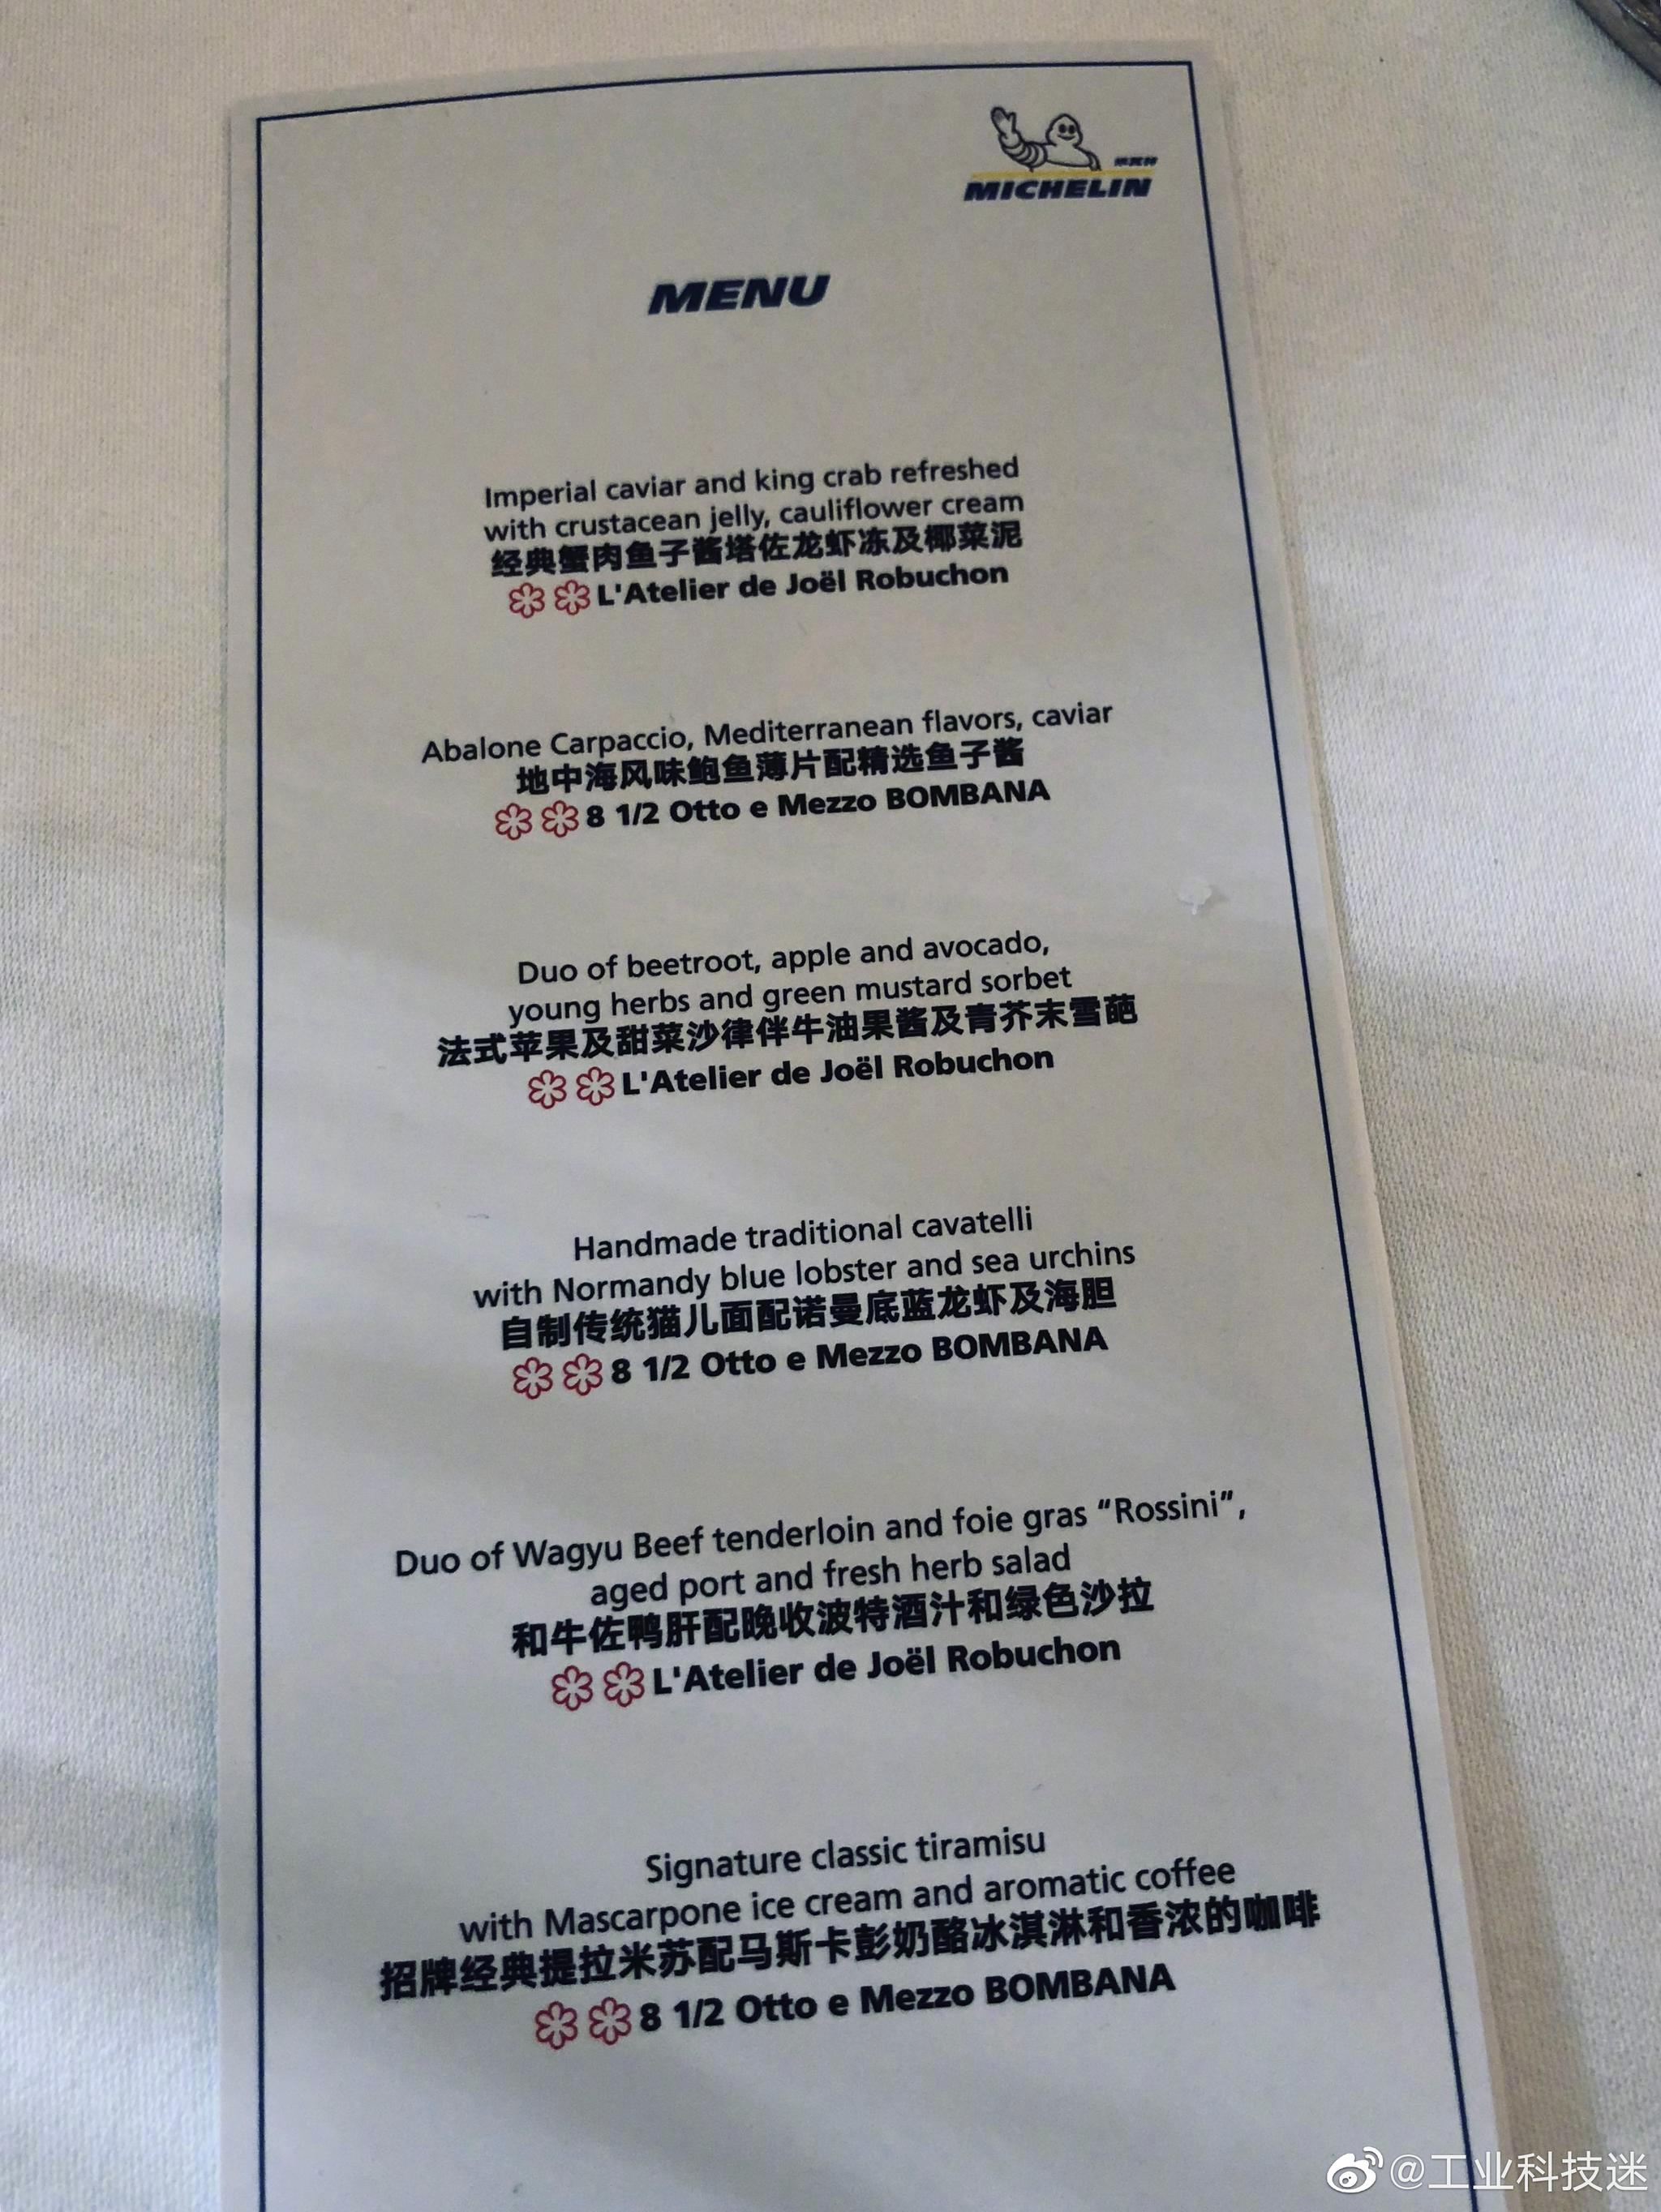 MICHELIN
MENU
Imperial caviar and king crab refreshed
with crustacean jelly, cauliflower cream
经典蟹肉鱼子酱塔佐龙虾冻及椰菜泥
L'Atelier de Joël Robuchon
Abalone Carpaccio, Mediterranean flavors, caviar
地中海风味鲍鱼薄片配精选鱼子酱
8 1/2 Otto e Mezzo BOMBANA
Duo of beetroot, apple and avocado,
young herbs and green mustard sorbet
法式苹果及甜菜沙律伴牛油果酱及青芥末雪葩
L'Atelier de Joël Robuchon
Handmade traditional cavatelli
with Normandy blue lobster and sea urchins
自制传统猫儿面配诺曼底蓝龙虾及海胆
8 1/2 Otto e Mezzo BOMBANA
Duo of Wagyu Beef tenderloin and foie gras “Rossini”,
aged port and fresh herb salad
和牛佐鸭肝配晚收波特酒汁和绿色沙拉
L'Atelier de Joël Robuchon
Signature classic tiramisu
with Mascarpone ice cream and aromatic coffee
招牌经典提拉米苏配马斯卡彭奶酪冰淇淋和香浓的咖啡
8 1/2 Otto e Mezzo BOMBANA
@工业科技迷